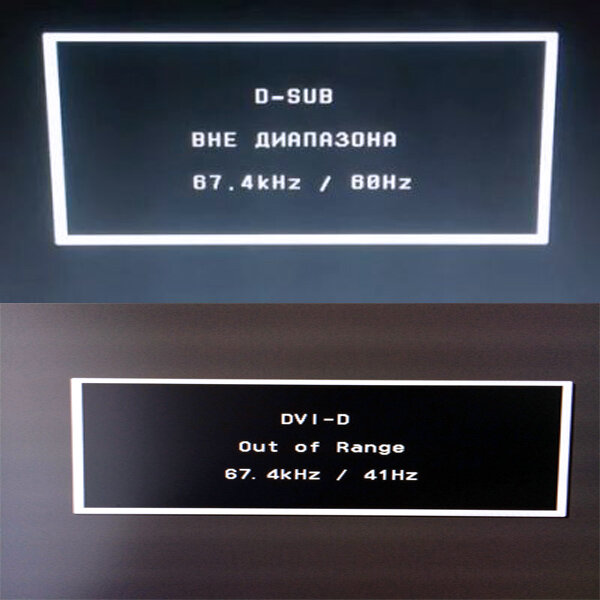 D-SUB
ВНЕ ДИАПАЗОНА
67.4kHz / 60Hz
DVI-D
Out of Range
67.4kHz / 41Hz